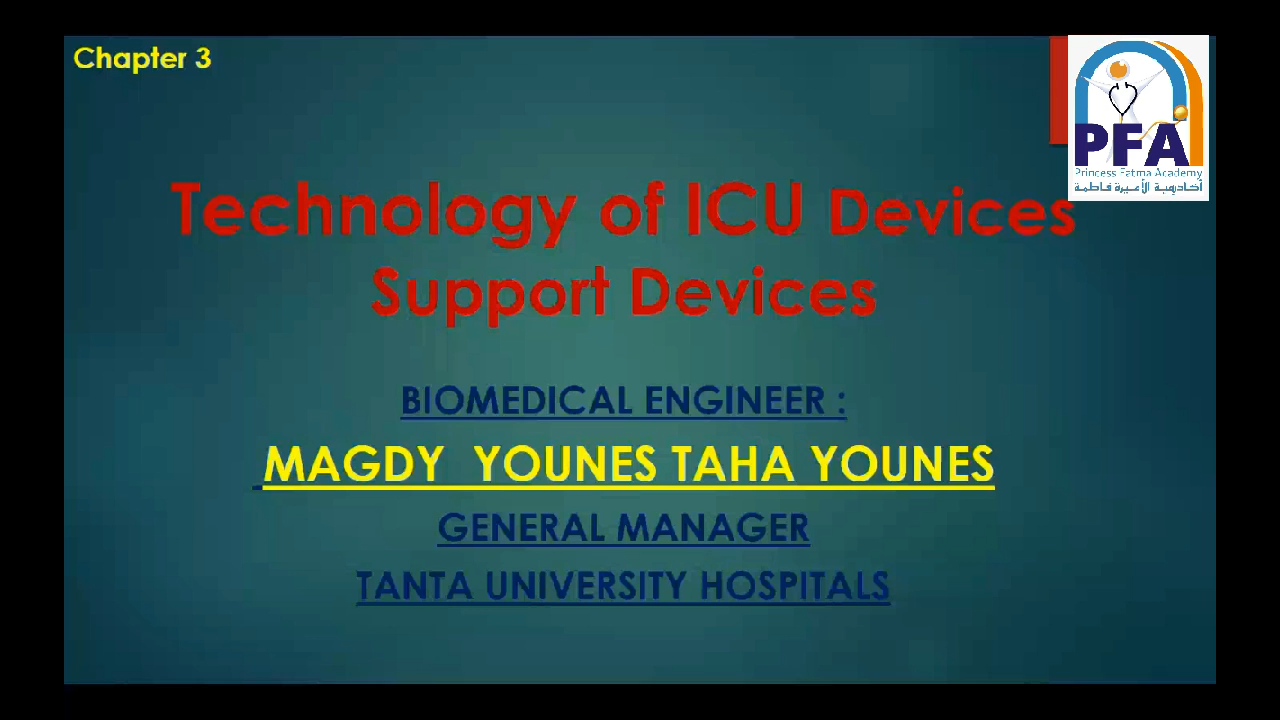 Chapter 3
PFA
Princess Fatma Academy
أكاديمية الأميرة فاطمة
Technology of ICU Devices
Support Devices
BIOMEDICAL ENGINEER :
MAGDY YOUNES TAHA YOUNES
GENERAL MANAGER
TANTA UNIVERSITY HOSPITALS